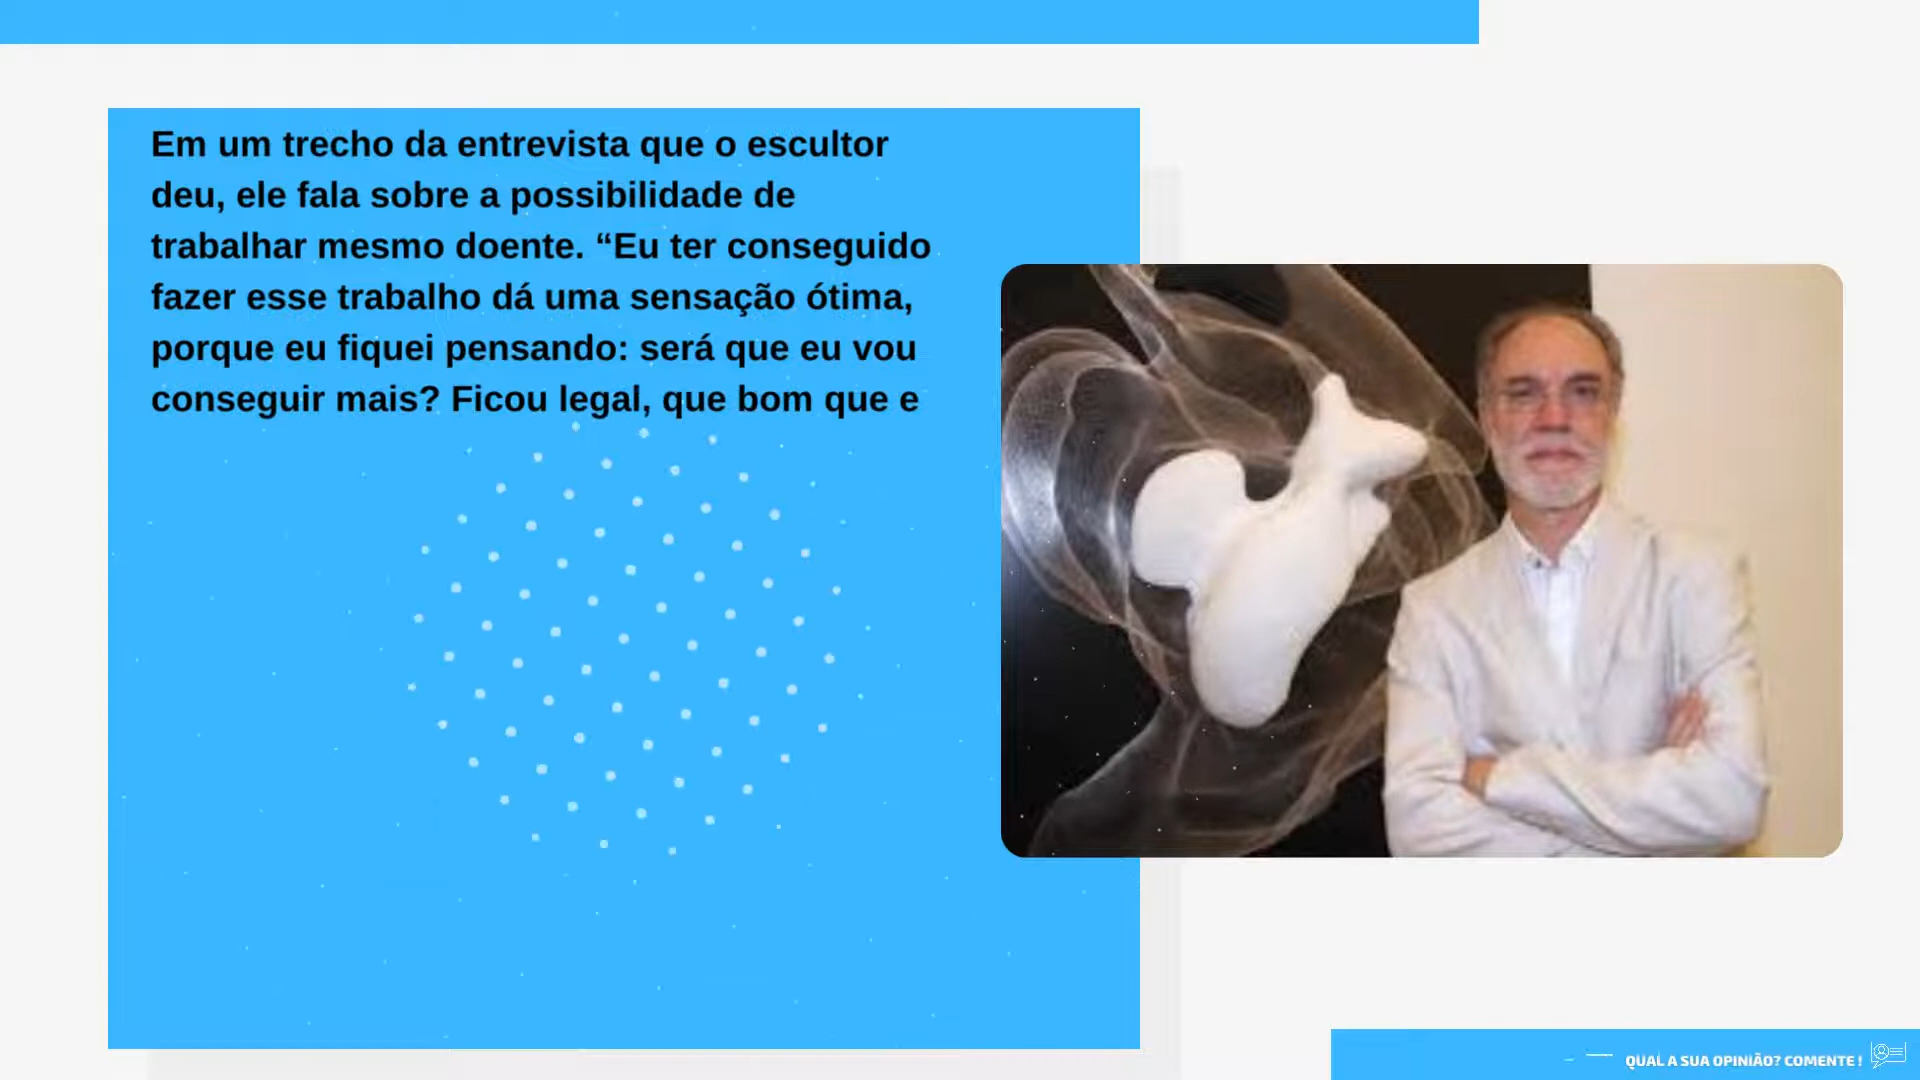 Em um trecho da entrevista que o escultor
deu, ele fala sobre a possibilidade de
trabalhar mesmo doente. “Eu ter conseguido
fazer esse trabalho dá uma sensação ótima,
porque eu fiquei pensando: será que eu vou
conseguir mais? Ficou legal, que bom que e
QUAL A SUA OPINIÃO? COMENTE !